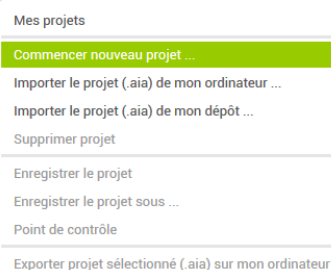 Mes projets
Commencer nouveau projet ...
Importer le projet (.aia) de mon ordinateur ...
Importer le projet (.aia) de mon dépôt ...
Supprimer projet
Enregistrer le projet
Enregistrer le projet sous ...
Point de contrôle
Exporter projet sélectionné (.aia) sur mon ordinateur